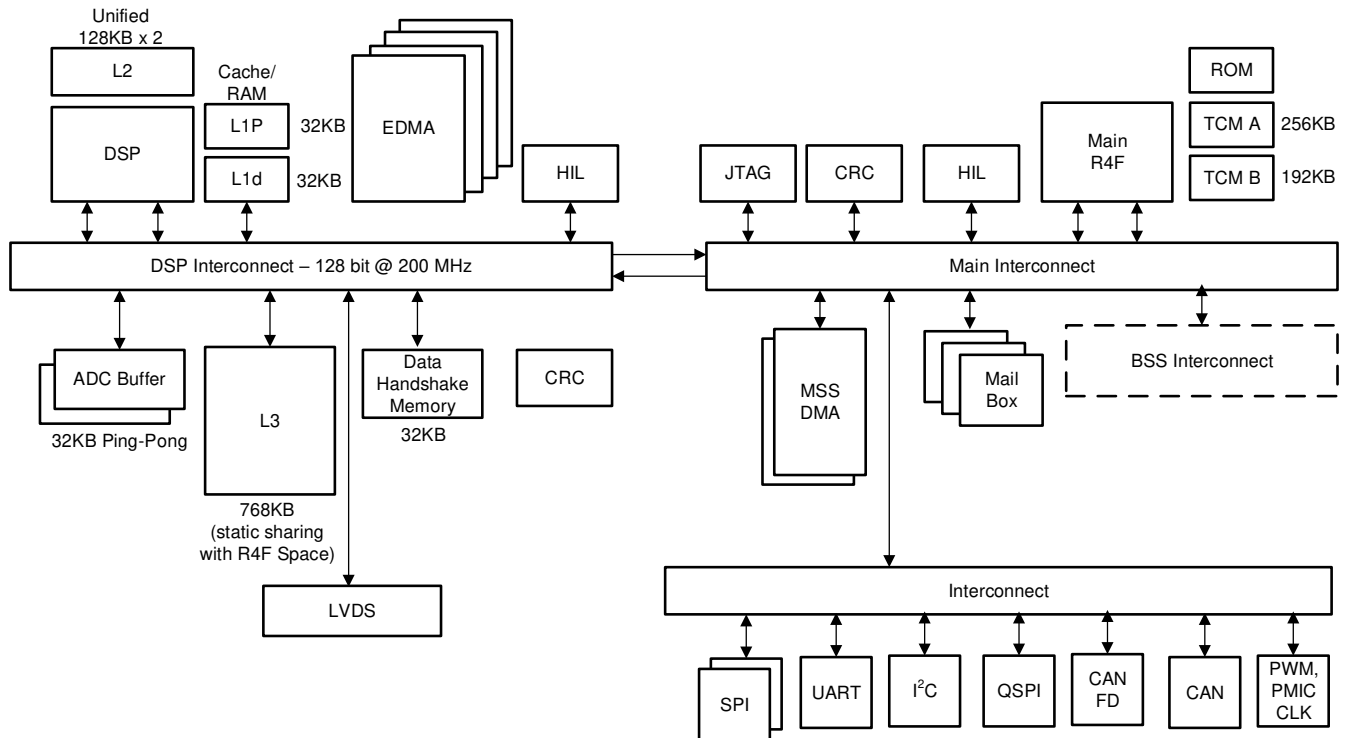 Unified
128KB x 2
L2
Cache/
RAM
L1P
32KB
DSP
L1d
32KB
EDMA
HIL
JTAG
CRC
HIL
Main
R4F
ROM
TCM A
256KB
TCM B
192KB
DSP Interconnect – 128 bit @ 200 MHz
Main Interconnect
ADC Buffer
32KB Ping-Pong
L3
768KB
(static sharing
with R4F Space)
Data
Handshake
Memory
32KB
CRC
LVDS
MSS
DMA
Mail
Box
BSS Interconnect
Interconnect
SPI
UART
I²C
QSPI
CAN
FD
CAN
PWM,
PMIC
CLK